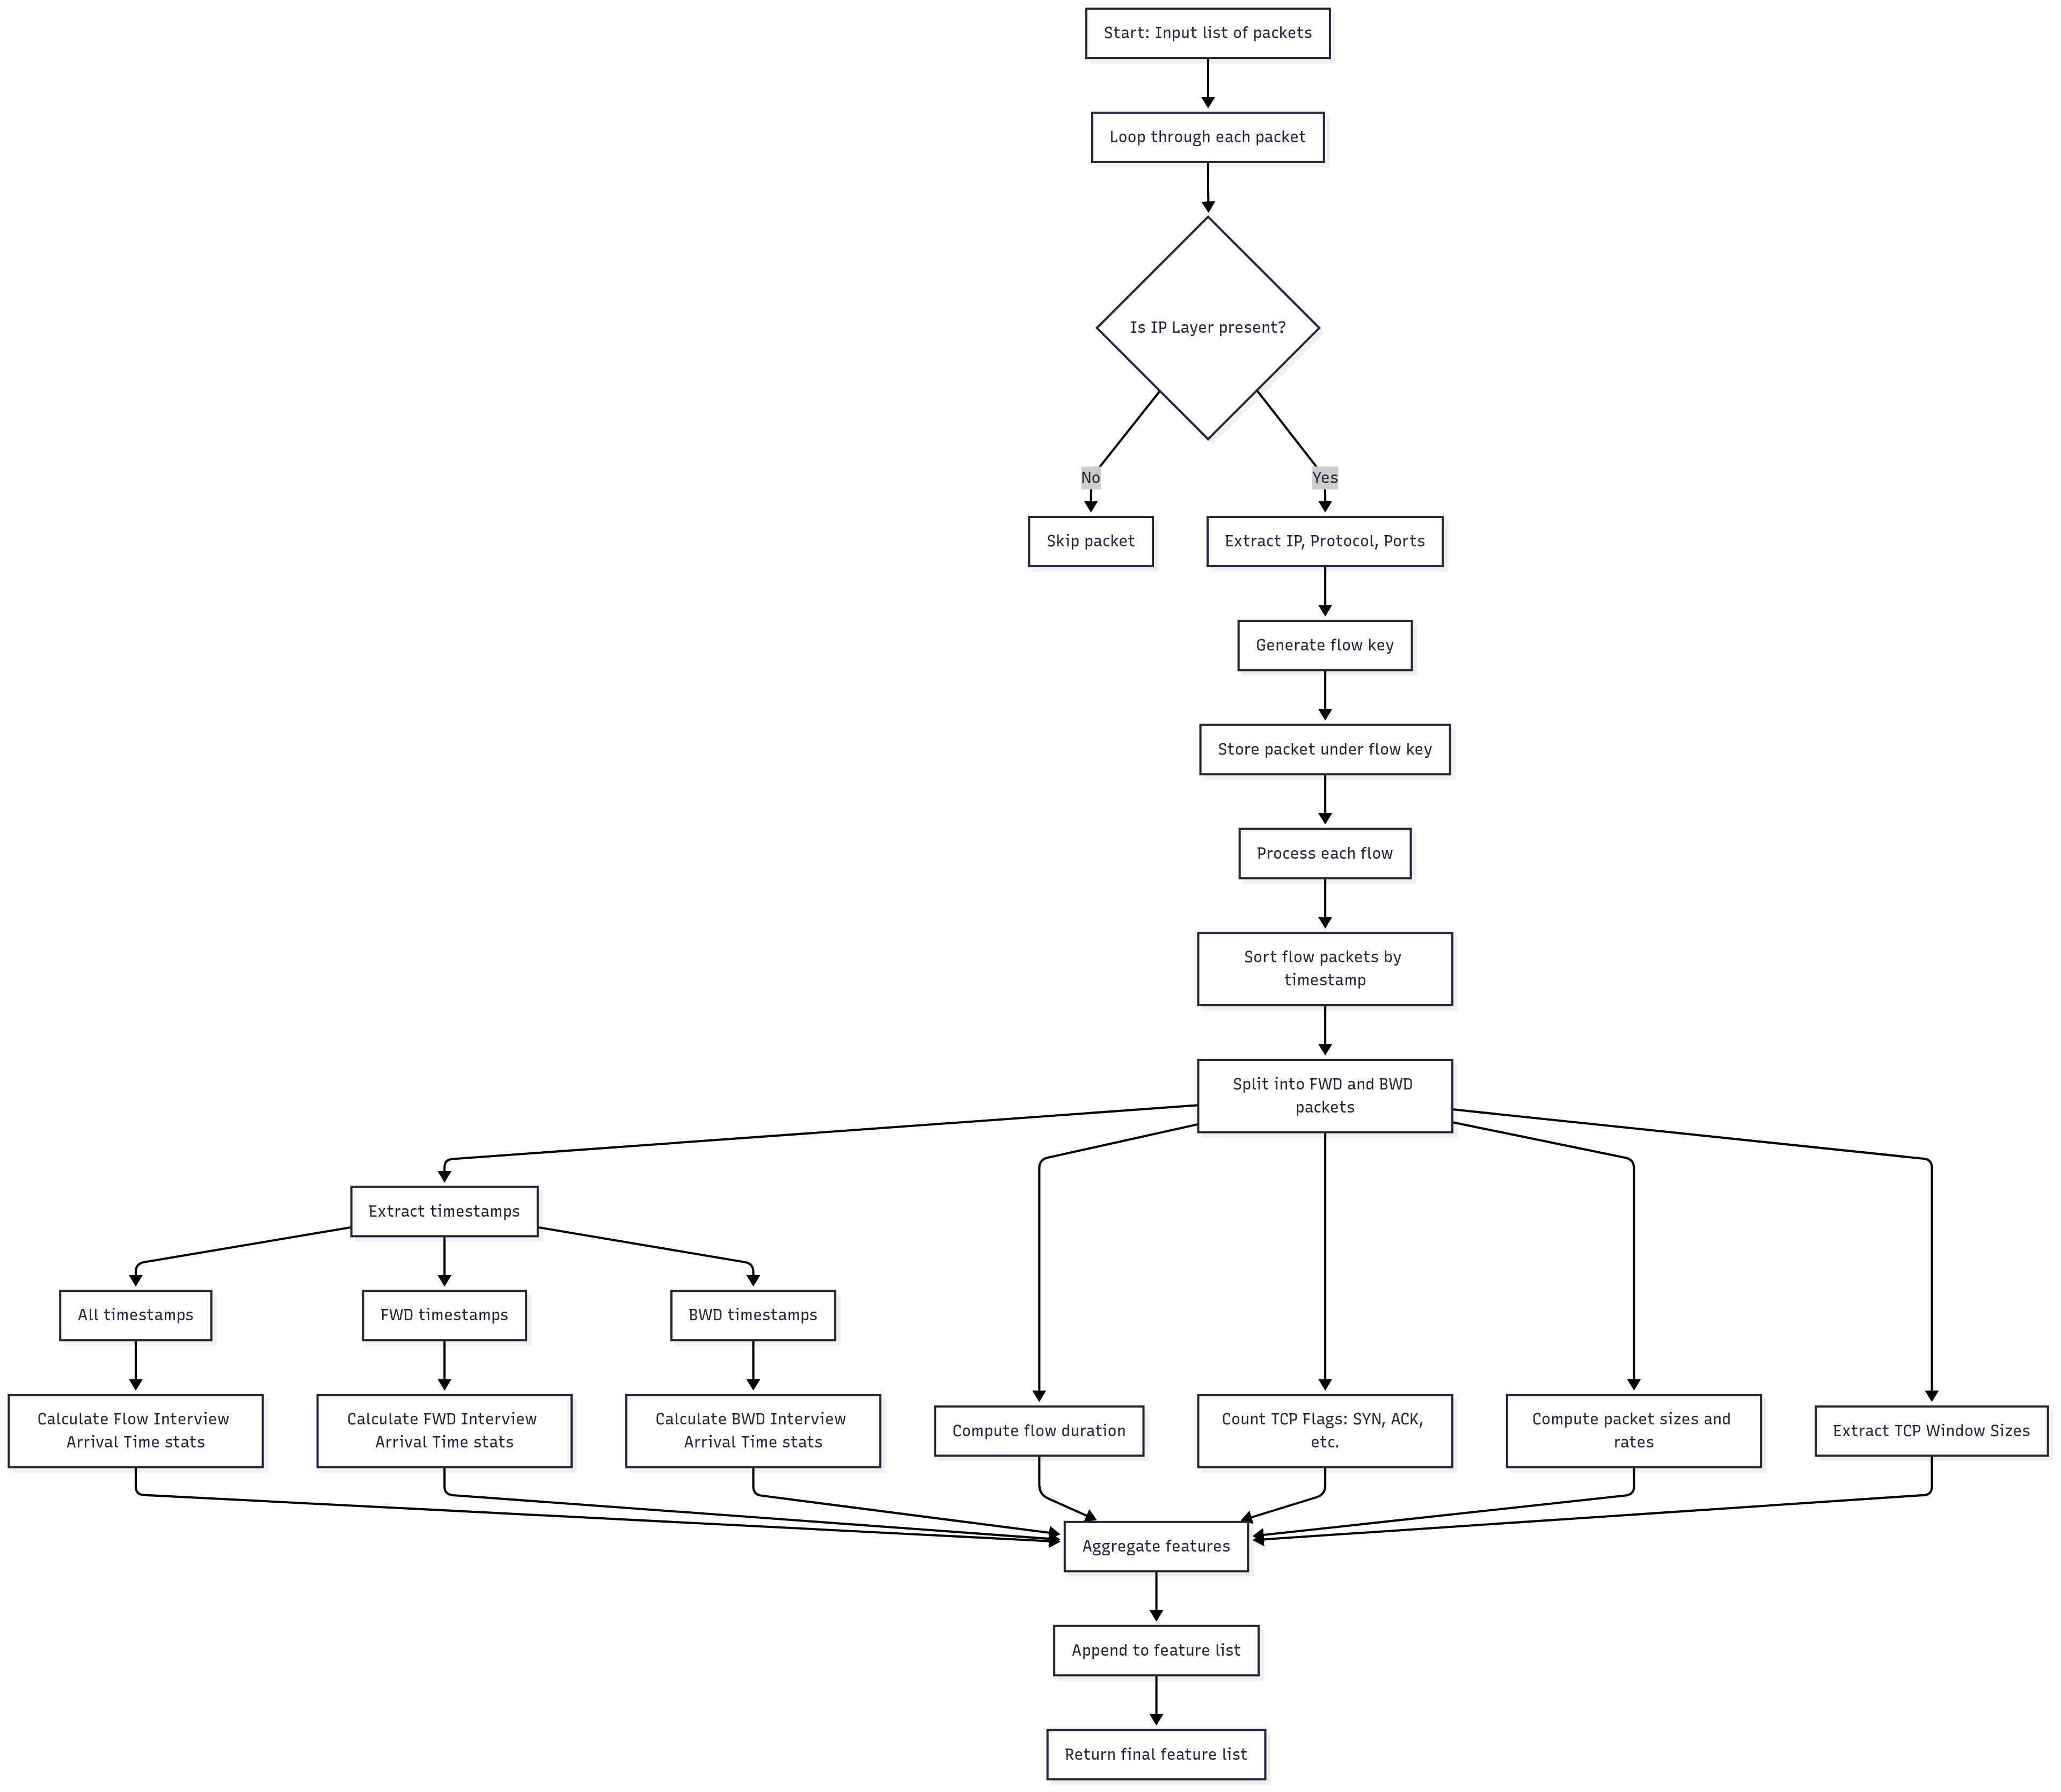 Start: Input list of packets
Loop through each packet
Is IP Layer present?
No
Yes
Skip packet
Extract IP, Protocol, Ports
Generate flow key
Store packet under flow key
Process each flow
Sort flow packets by
timestamp
Split into FWD and BWD
packets
Extract timestamps
All timestamps
FWD timestamps
BWD timestamps
Calculate Flow Interview
Arrival Time stats
Calculate FWD Interview
Arrival Time stats
Calculate BWD Interview
Arrival Time stats
Compute flow duration
Count TCP Flags: SYN, ACK,
etc.
Compute packet sizes and
rates
Extract TCP Window Sizes
Aggregate features
Append to feature list
Return final feature list